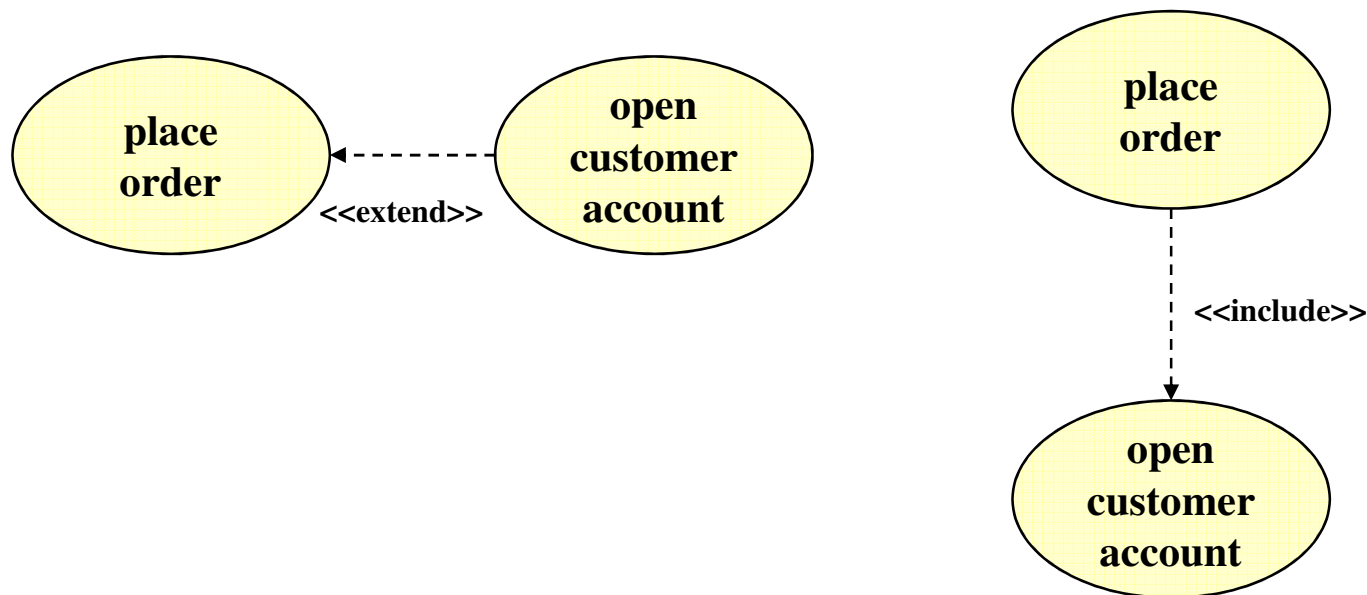 place
order
<<extend>>
open
customer
account
place
order
<<include>>
open
customer
account